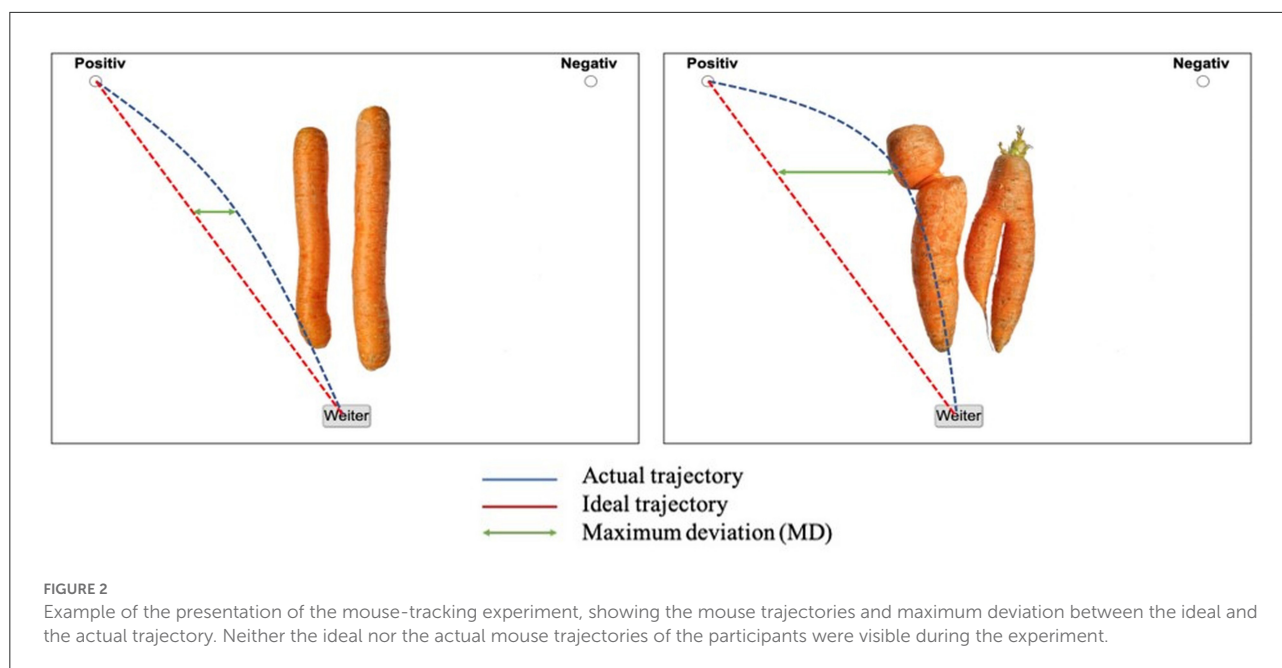 Positiv Negativ
Weiter
Positiv Negativ
Weiter
Actual trajectory
Ideal trajectory
Maximum deviation (MD)
FIGURE 2
Example of the presentation of the mouse-tracking experiment, showing the mouse trajectories and maximum deviation between the ideal and
the actual trajectory. Neither the ideal nor the actual mouse trajectories of the participants were visible during the experiment.